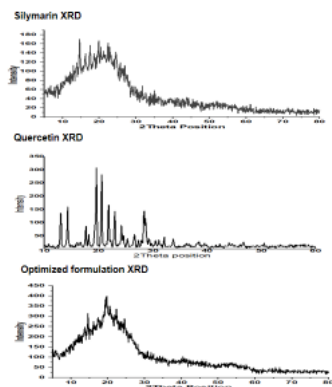 Silymarin XRD
180
160
140
120
100
80
60
40
20
0
Intensity
10 20 30 40 50 60 70 80
2Theta Position
Quercetin XRD
350
300
250
200
150
100
50
0
Intensity
10 20 30 40 50 60
2Theta position
Optimized formulation XRD
450
400
350
300
250
200
150
100
50
0
Intensity
10 20 30 40 50 60 70 80
2Theta Position